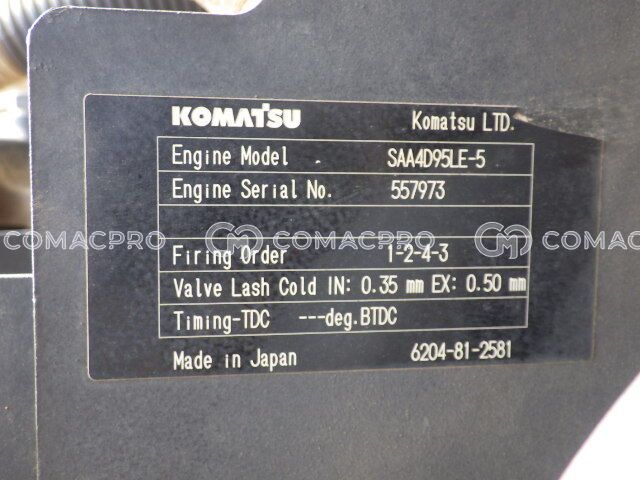 KOMATSU Komatsu LTD.
Engine Model SAA4D95LE-5
Engine Serial No. 557973
COMACPRO COMACPRO
Firing Order 1-2-4-3
Valve Lash Cold IN: 0.35 mm EX: 0.50 mm
Timing-TDC ---deg.BTDC
Made in Japan 6204-81-2581